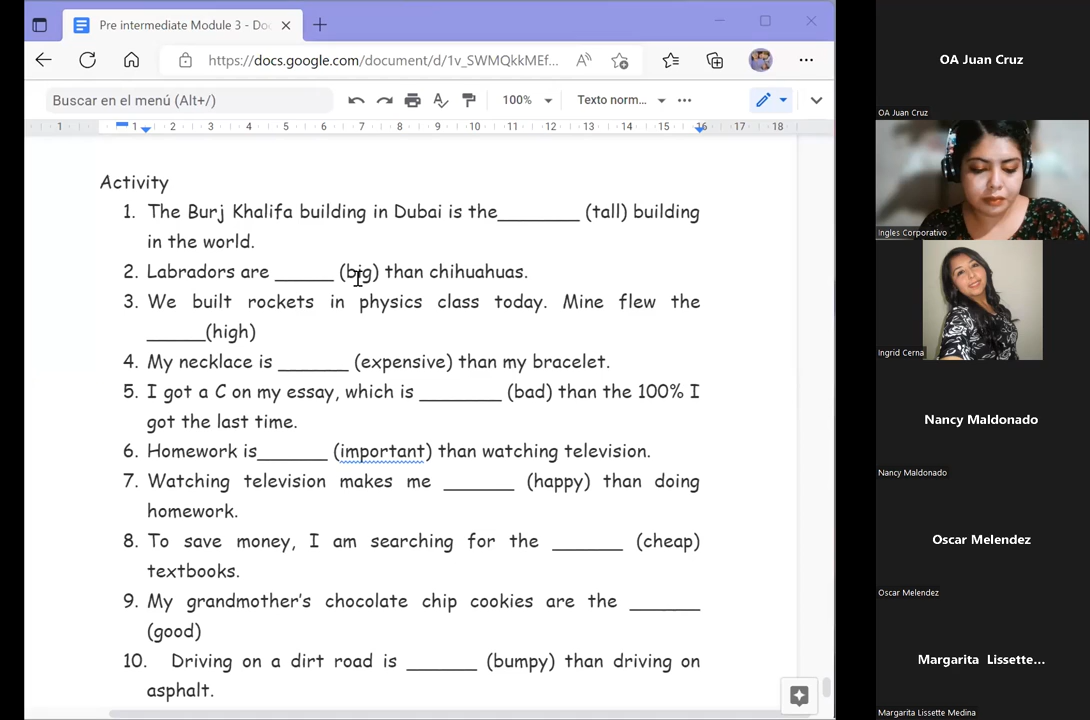 Pre intermediate Module 3 - Do
https://docs.google.com/document/d/1v_SWMQkkMEf...
Buscar en el menú (Alt+/)
100%
Texto norm...
1 1 2 3 4 5 6 7 8 9 10 11 12 13 14 15 16 17 18
Activity
1. The Burj Khalifa building in Dubai is the________ (tall) building
in the world.
2. Labradors are ______ (big) than chihuahuas.
3. We built rockets in physics class today. Mine flew the
______(high)
4. My necklace is _______ (expensive) than my bracelet.
5. I got a C on my essay, which is ________ (bad) than the 100% I
got the last time.
6. Homework is_______ (important) than watching television.
7. Watching television makes me _______ (happy) than doing
homework.
8. To save money, I am searching for the _______ (cheap)
textbooks.
9. My grandmother's chocolate chip cookies are the _______
(good)
10. Driving on a dirt road is _______ (bumpy) than driving on
asphalt.
OA Juan Cruz
OA Juan Cruz
Ingles Corporativo
Ingrid Cerna
Nancy Maldonado
Nancy Maldonado
Oscar Melendez
Oscar Melendez
Margarita Lissette...
Margarita Lissette Medina